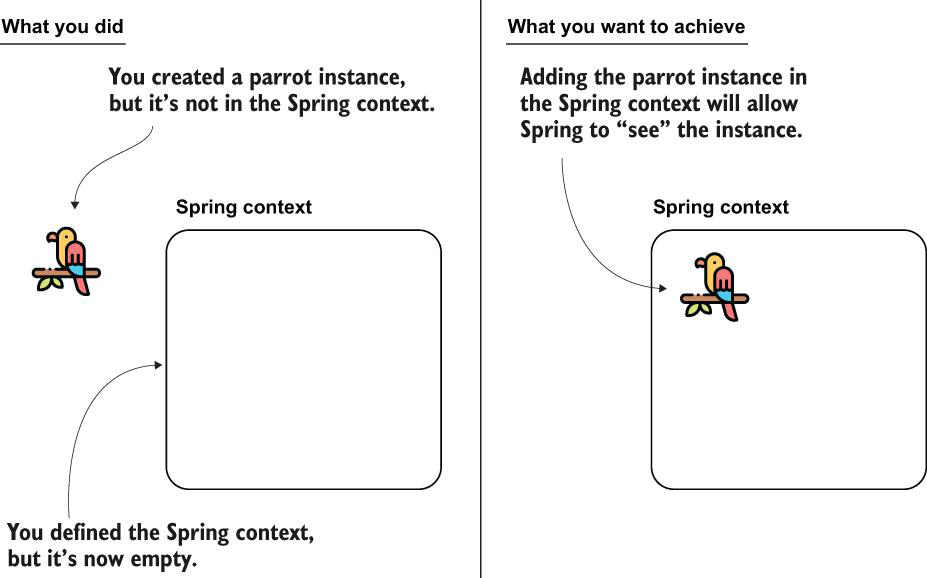 What you did
You created a parrot instance,
but it’s not in the Spring context.
Spring context
You defined the Spring context,
but it’s now empty.
What you want to achieve
Adding the parrot instance in
the Spring context will allow
Spring to “see” the instance.
Spring context